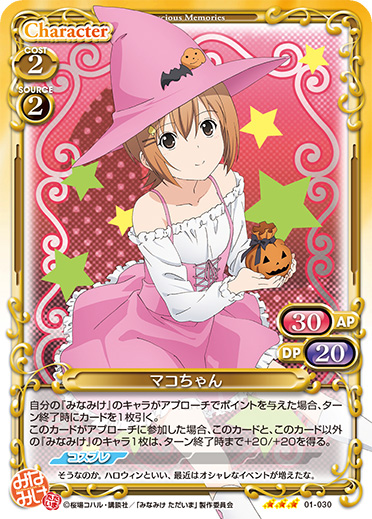 Precious Memories
Character
COST
2
SOURCE
2
30 AP
DP 20
マコちゃん
自分の『みなみけ』のキャラがアプローチでポイントを与えた場合、ター
ン終了時にカードを1枚引く。
このカードがアプローチに参加した場合、このカードと、このカード以外
の『みなみけ』のキャラ1枚は、ターン終了時まで+20/+20を得る。
コスプレ
そうなのか、ハロウィンといい、最近はオシャレなイベントが増えたな。
みなみけ
©桜場コハル・講談社／「みなみけ ただいま」製作委員会
01-030